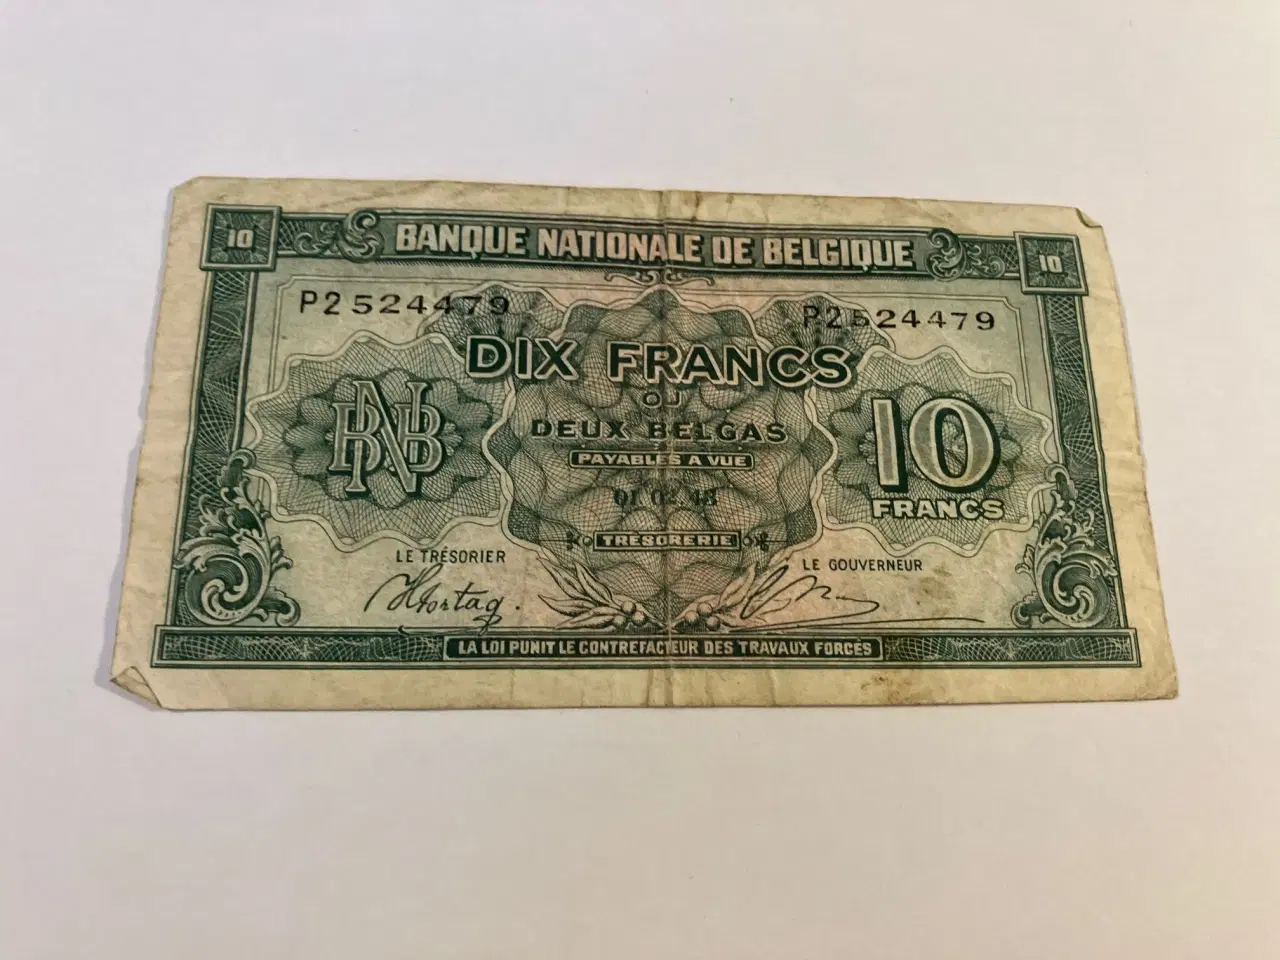 10
BANQUE NATIONALE DE BELGIQUE
10
P2524479
P2524479
DIX FRANCS
OU
DEUX BELGAS
PAYABLES A VUE
01.02.43
BNB
10
FRANCS
TRESORERIE
LE TRÉSORIER
LE GOUVERNEUR
LA LOI PUNIT LE CONTREFACTEUR DES TRAVAUX FORCÉS